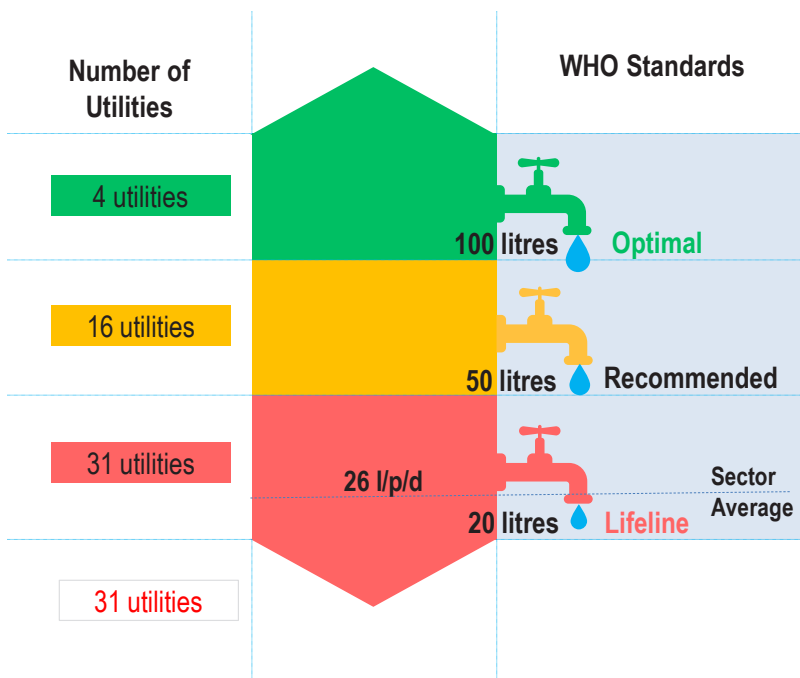 Number of
Utilities
WHO Standards
4 utilities
100 litres
Optimal
16 utilities
50 litres
Recommended
31 utilities
26 l/p/d
Sector
Average
20 litres
Lifeline
31 utilities